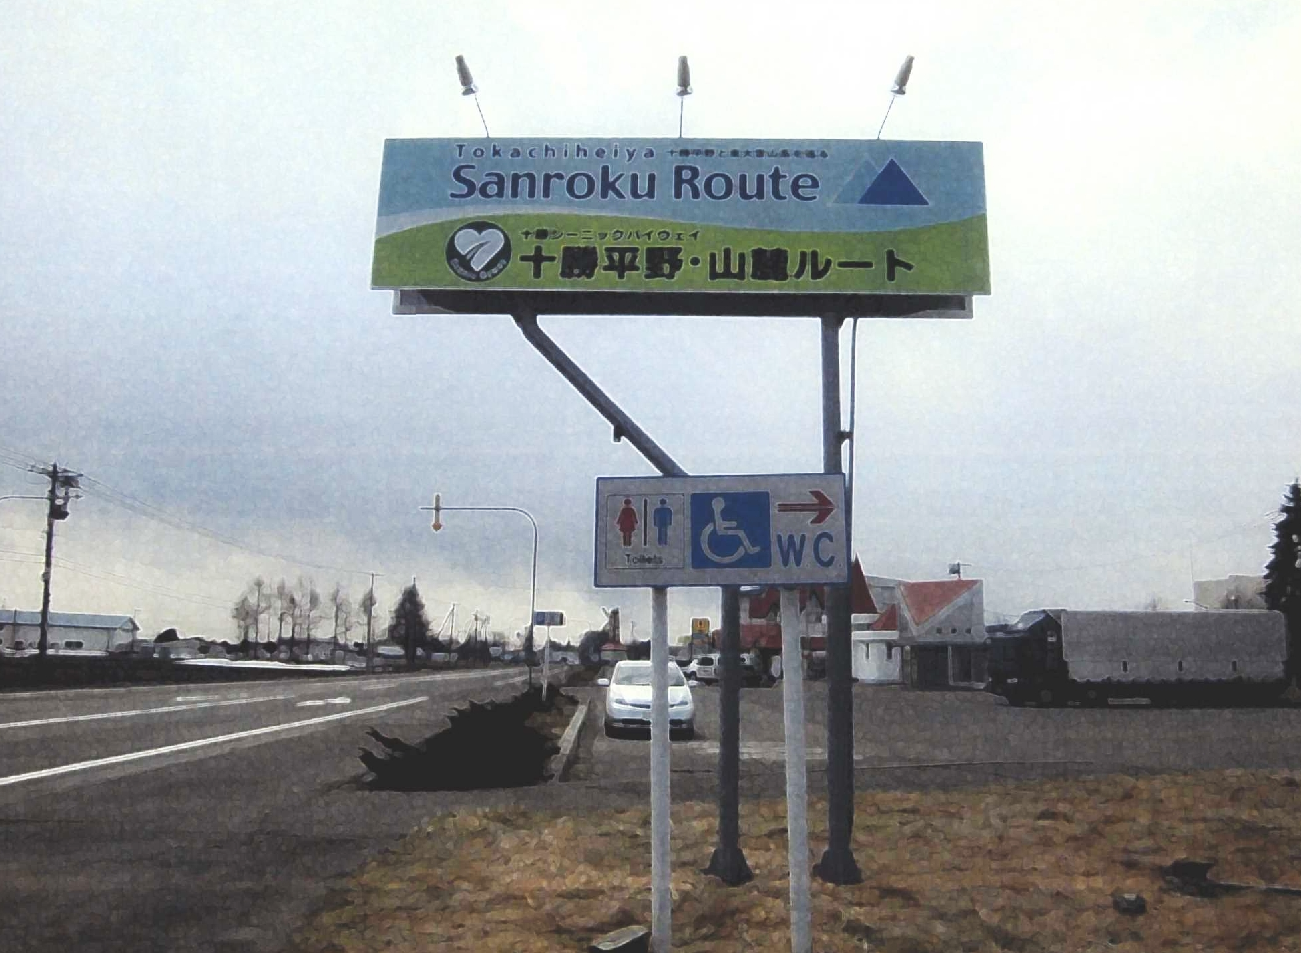 Tokachiheiya 十勝平野と東大雪山系を巡る
Sanroku Route
十勝シーニックバイウェイ
十勝平野・山麓ルート
Toilets
WC